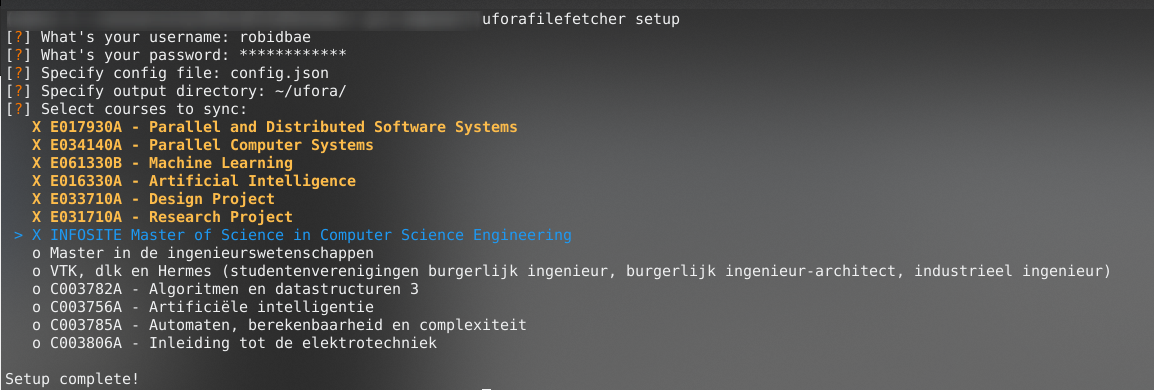 uforafilefetcher setup
[?] What's your username: robidbae
[?] What's your password: ************
[?] Specify config file: config.json
[?] Specify output directory: ~/ufora/
[?] Select courses to sync:
X E017930A - Parallel and Distributed Software Systems
X E034140A - Parallel Computer Systems
X E061330B - Machine Learning
X E016330A - Artificial Intelligence
X E033710A - Design Project
X E031710A - Research Project
> X INFOSITE Master of Science in Computer Science Engineering
o Master in de ingenieurswetenschappen
o VTK, dlk en Hermes (studentenverenigingen burgerlijk ingenieur, burgerlijk ingenieur-architect, industrieel ingenieur)
o C003782A - Algoritmen en datastructuren 3
o C003756A - Artificiële intelligentie
o C003785A - Automaten, berekenbaarheid en complexiteit
o C003806A - Inleiding tot de elektrotechniek
Setup complete!